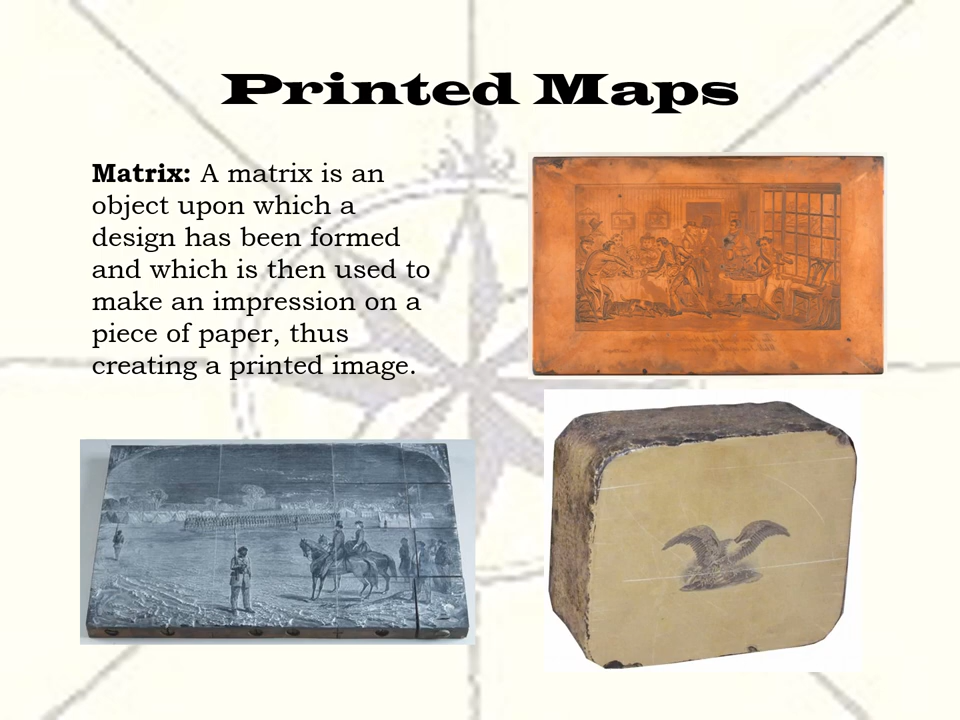 Printed Maps
Matrix: A matrix is an
object upon which a
design has been formed
and which is then used to
make an impression on a
piece of paper, thus
creating a printed image.